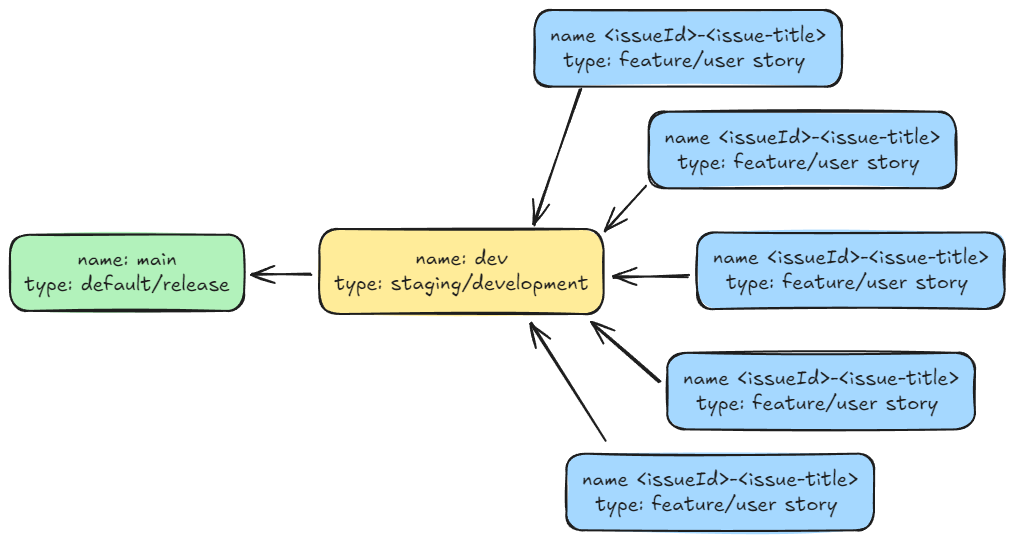 name <issueId>-<issue-title>
type: feature/user story
name <issueId>-<issue-title>
type: feature/user story
name: main
type: default/release
name: dev
type: staging/development
name <issueId>-<issue-title>
type: feature/user story
name <issueId>-<issue-title>
type: feature/user story
name <issueId>-<issue-title>
type: feature/user story